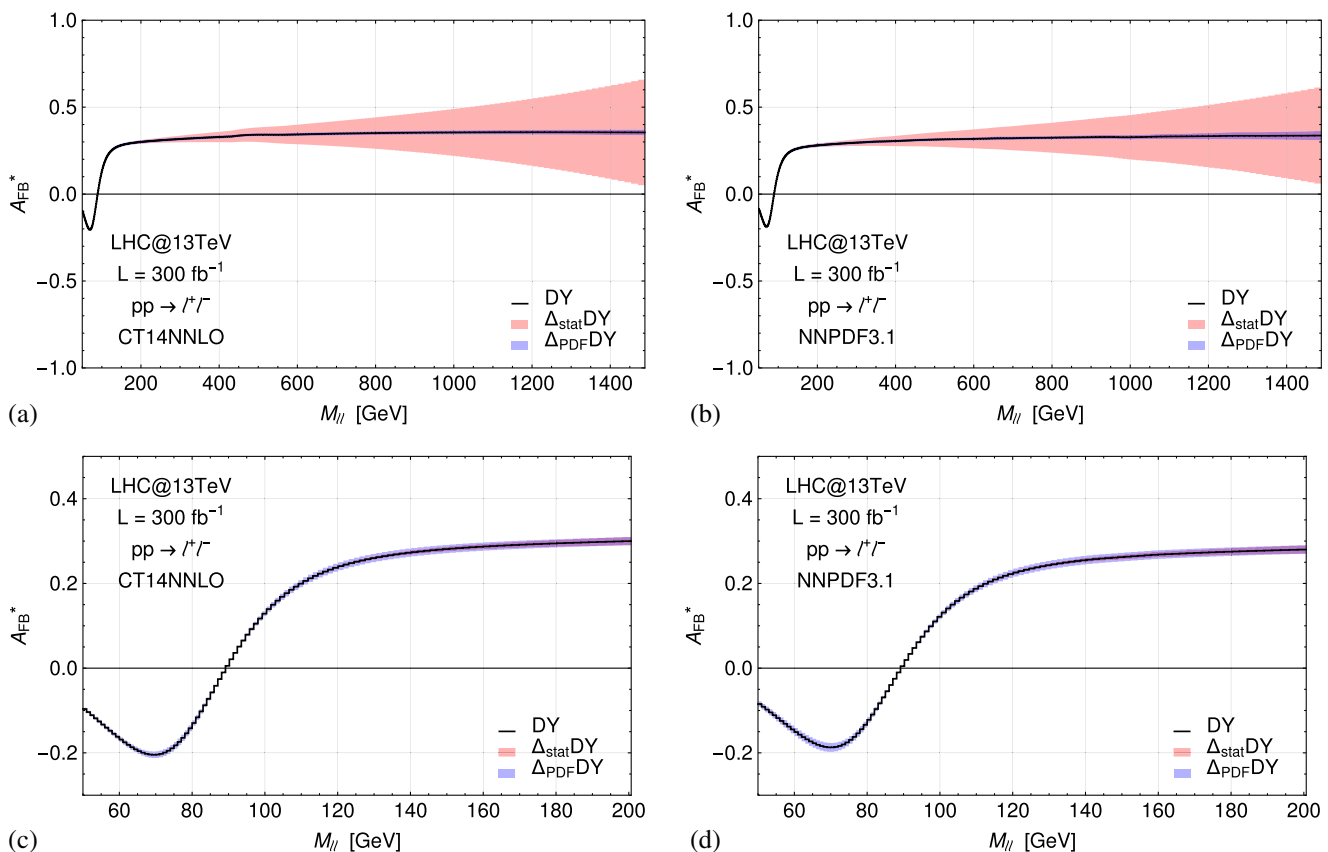 1.0
0.5
0.0
−0.5
−1.0
A_FB*
LHC@13TeV
L = 300 fb⁻¹
pp → l⁺l⁻
CT14NNLO
DY
Δ_stat DY
Δ_PDF DY
200 400 600 800 1000 1200 1400
M_ll [GeV]
(a)
1.0
0.5
0.0
−0.5
−1.0
A_FB*
LHC@13TeV
L = 300 fb⁻¹
pp → l⁺l⁻
NNPDF3.1
DY
Δ_stat DY
Δ_PDF DY
200 400 600 800 1000 1200 1400
M_ll [GeV]
(b)
0.4
0.2
0.0
−0.2
A_FB*
LHC@13TeV
L = 300 fb⁻¹
pp → l⁺l⁻
CT14NNLO
DY
Δ_stat DY
Δ_PDF DY
60 80 100 120 140 160 180 200
M_ll [GeV]
(c)
0.4
0.2
0.0
−0.2
A_FB*
LHC@13TeV
L = 300 fb⁻¹
pp → l⁺l⁻
NNPDF3.1
DY
Δ_stat DY
Δ_PDF DY
60 80 100 120 140 160 180 200
M_ll [GeV]
(d)